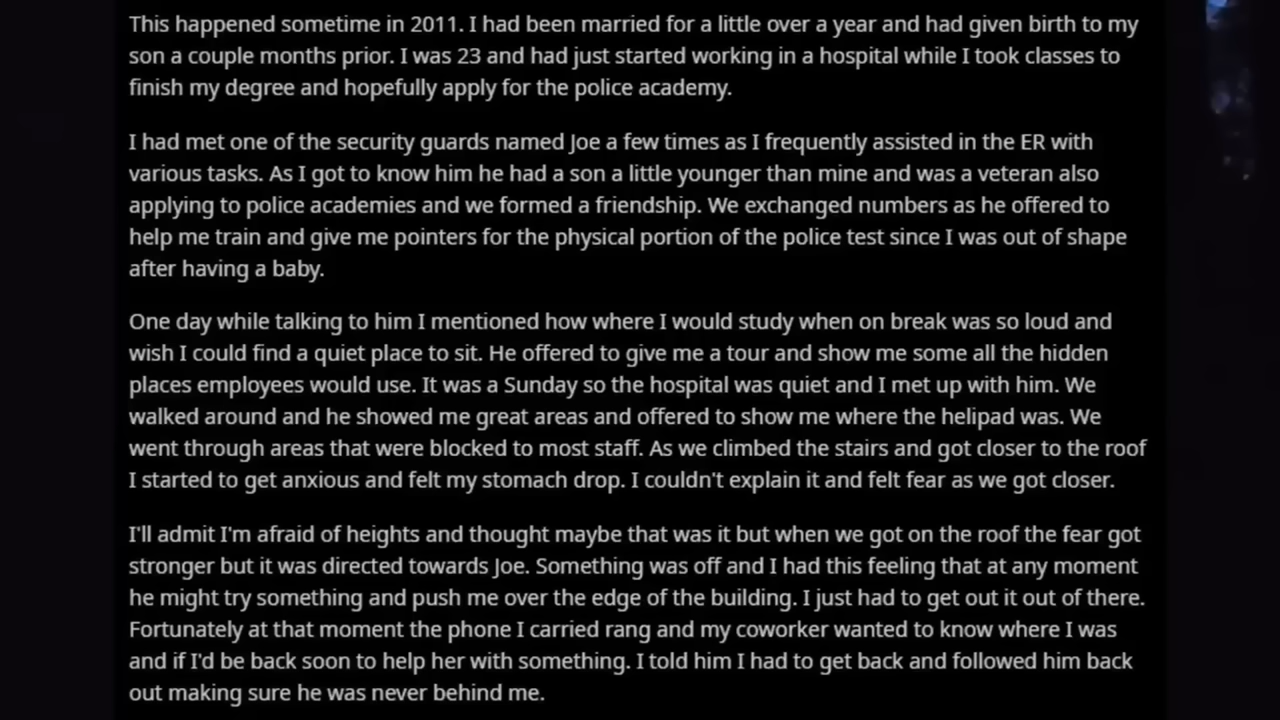 This happened sometime in 2011. I had been married for a little over a year and had given birth to my
son a couple months prior. I was 23 and had just started working in a hospital while I took classes to
finish my degree and hopefully apply for the police academy.
I had met one of the security guards named Joe a few times as I frequently assisted in the ER with
various tasks. As I got to know him he had a son a little younger than mine and was a veteran also
applying to police academies and we formed a friendship. We exchanged numbers as he offered to
help me train and give me pointers for the physical portion of the police test since I was out of shape
after having a baby.
One day while talking to him I mentioned how where I would study when on break was so loud and
wish I could find a quiet place to sit. He offered to give me a tour and show me some all the hidden
places employees would use. It was a Sunday so the hospital was quiet and I met up with him. We
walked around and he showed me great areas and offered to show me where the helipad was. We
went through areas that were blocked to most staff. As we climbed the stairs and got closer to the roof
I started to get anxious and felt my stomach drop. I couldn't explain it and felt fear as we got closer.
I'll admit I'm afraid of heights and thought maybe that was it but when we got on the roof the fear got
stronger but it was directed towards Joe. Something was off and I had this feeling that at any moment
he might try something and push me over the edge of the building. I just had to get out it out of there.
Fortunately at that moment the phone I carried rang and my coworker wanted to know where I was
and if I'd be back soon to help her with something. I told him I had to get back and followed him back
out making sure he was never behind me.